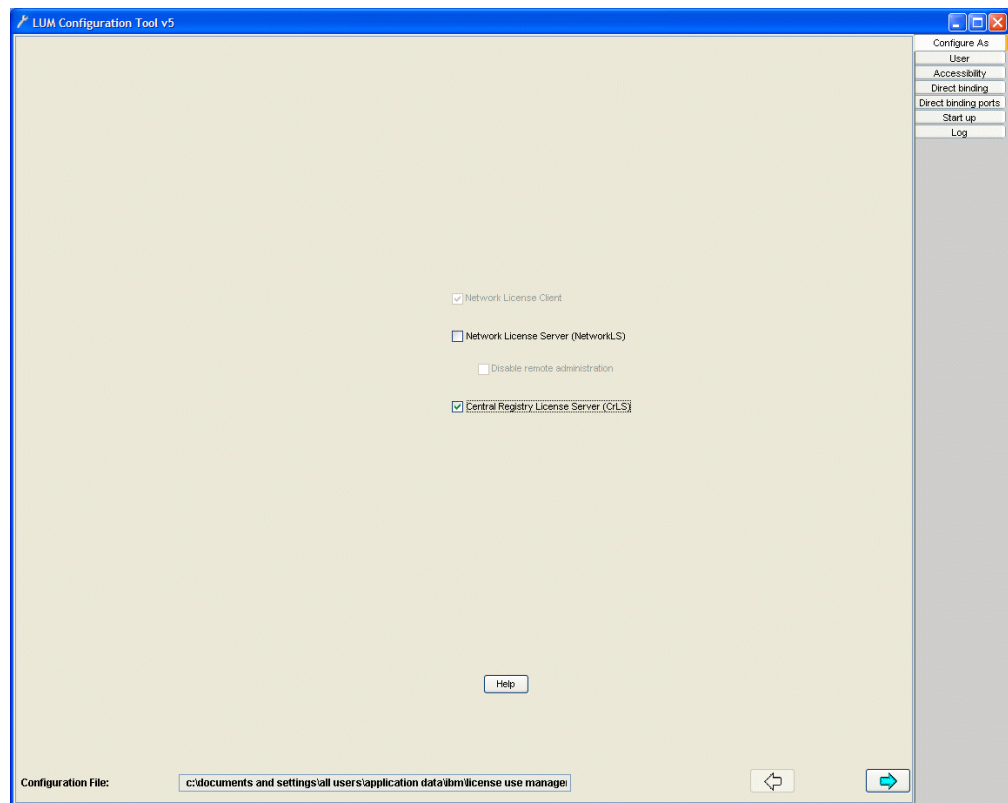 LUM Configuration Tool v5
Configure As
User
Accessibility
Direct binding
Direct binding ports
Start up
Log
Network License Client
Network License Server (NetworkLS)
Disable remote administration
Central Registry License Server (CrLS)
Help
Configuration File: c:\documents and settings\all users\application data\ibm\license use manage